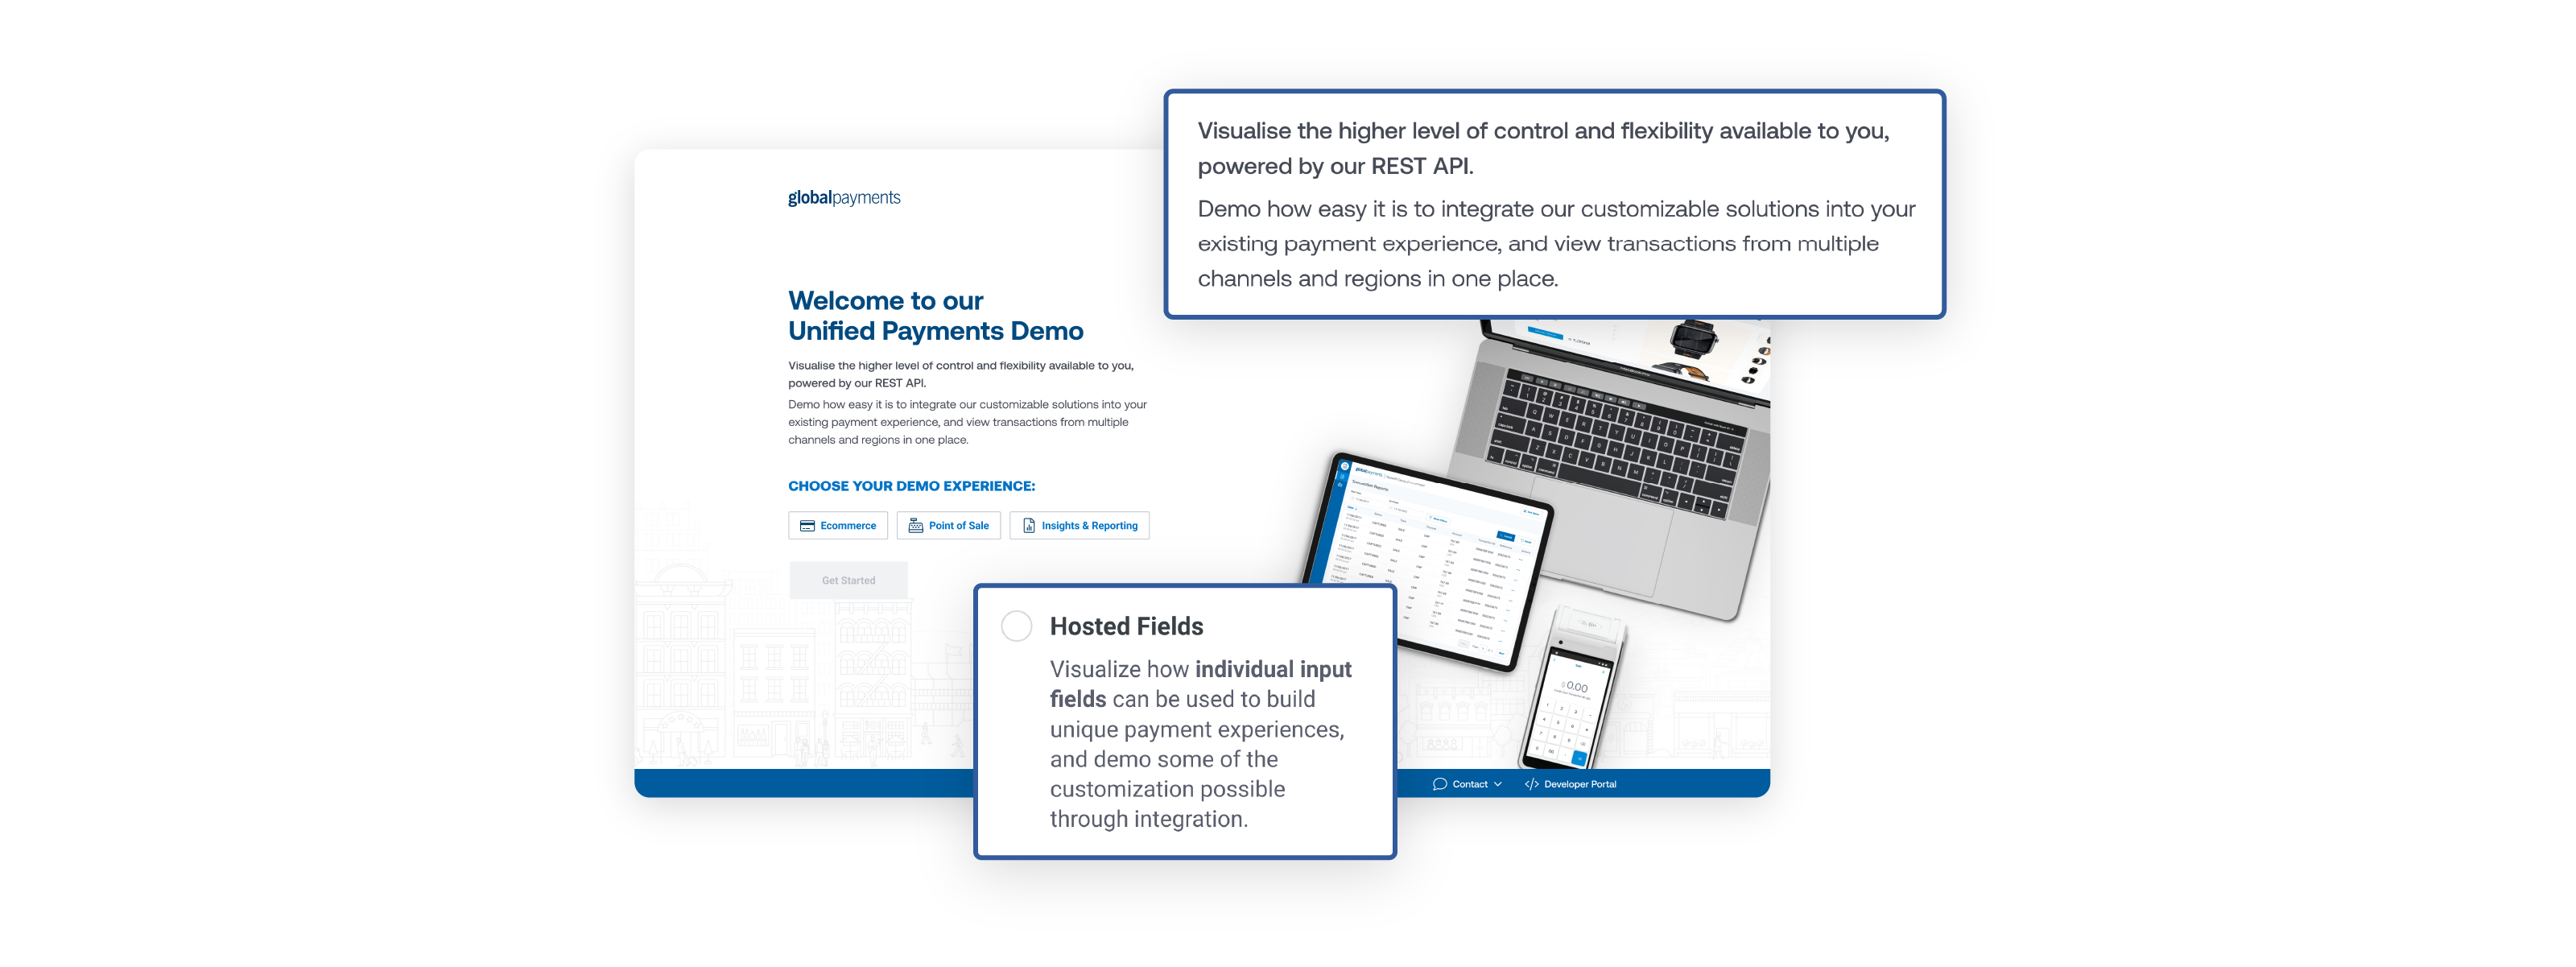 globalpayments
Welcome to our
Unified Payments Demo
Visualise the higher level of control and flexibility available to you,
powered by our REST API.
Demo how easy it is to integrate our customizable solutions into your
existing payment experience, and view transactions from multiple
channels and regions in one place.
CHOOSE YOUR DEMO EXPERIENCE:
Ecommerce
Point of Sale
Insights & Reporting
Get Started
Visualise the higher level of control and flexibility available to you,
powered by our REST API.
Demo how easy it is to integrate our customizable solutions into your
existing payment experience, and view transactions from multiple
channels and regions in one place.
Transaction Reports
0.00
Hosted Fields
Visualize how individual input
fields can be used to build
unique payment experiences,
and demo some of the
customization possible
through integration.
Contact
</> Developer Portal